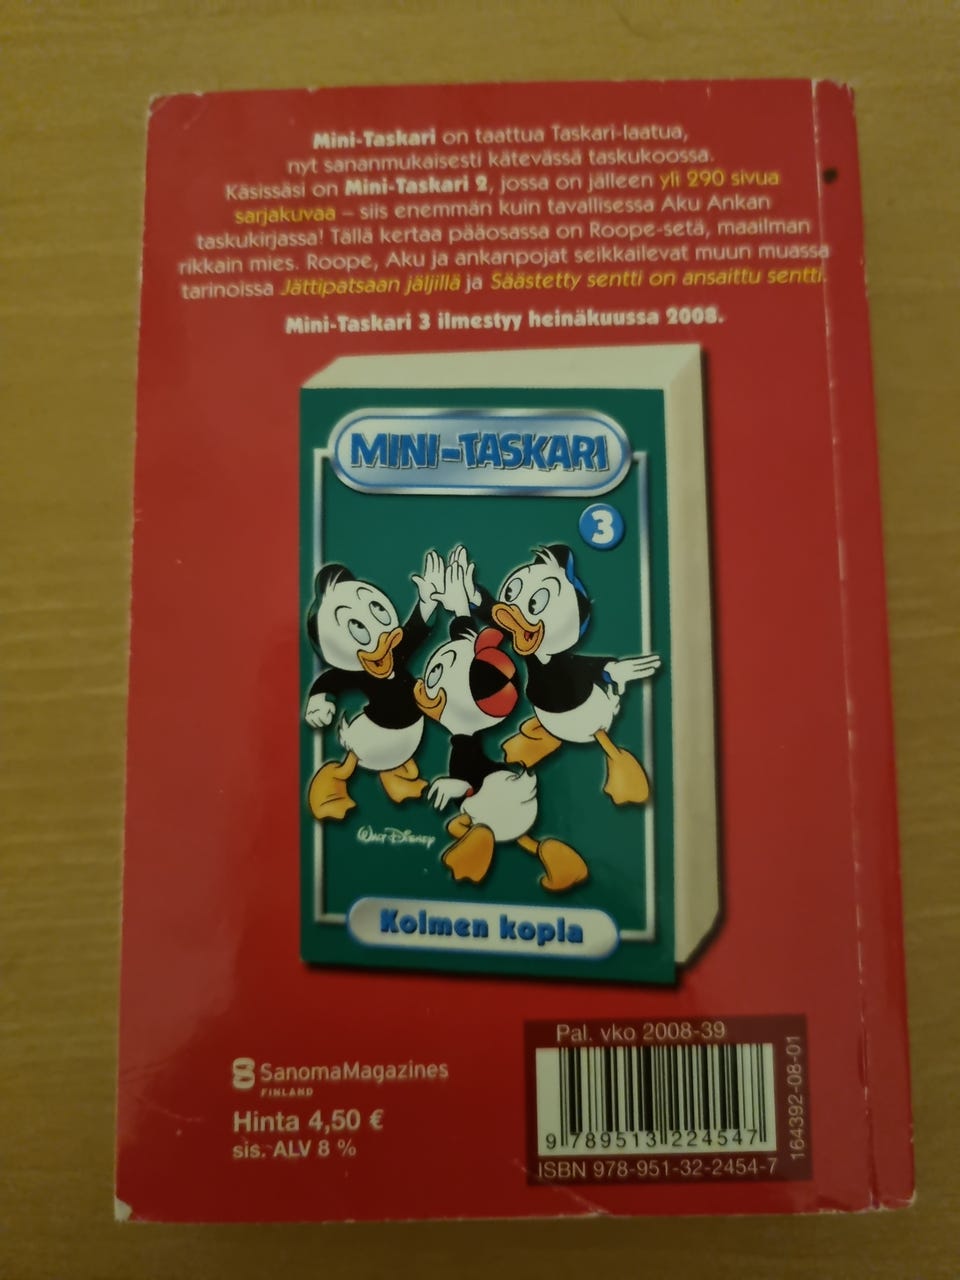 Mini-Taskari on taattua Taskari-laatua,
nyt sananmukaisesti kätevässä taskukoossa.
Käsissäsi on Mini-Taskari 2, jossa on jälleen yli 290 sivua
sarjakuvaa – siis enemmän kuin tavallisessa Aku Ankan
taskukirjassa! Tällä kertaa pääosassa on Roope-setä, maailman
rikkain mies. Roope, Aku ja ankanpojat seikkailevat muun muassa
tarinoissa Jättipatsaan jäljillä ja Säästetty sentti on ansaittu sentti.
Mini-Taskari 3 ilmestyy heinäkuussa 2008.
MINI-TASKARI
3
WALT DISNEY
Kolmen kopla
SanomaMagazines
FINLAND
Hinta 4,50 €
sis. ALV 8 %
Pal. vko 2008-39
9 789513 224547
ISBN 978-951-32-2454-7
164392-08-01